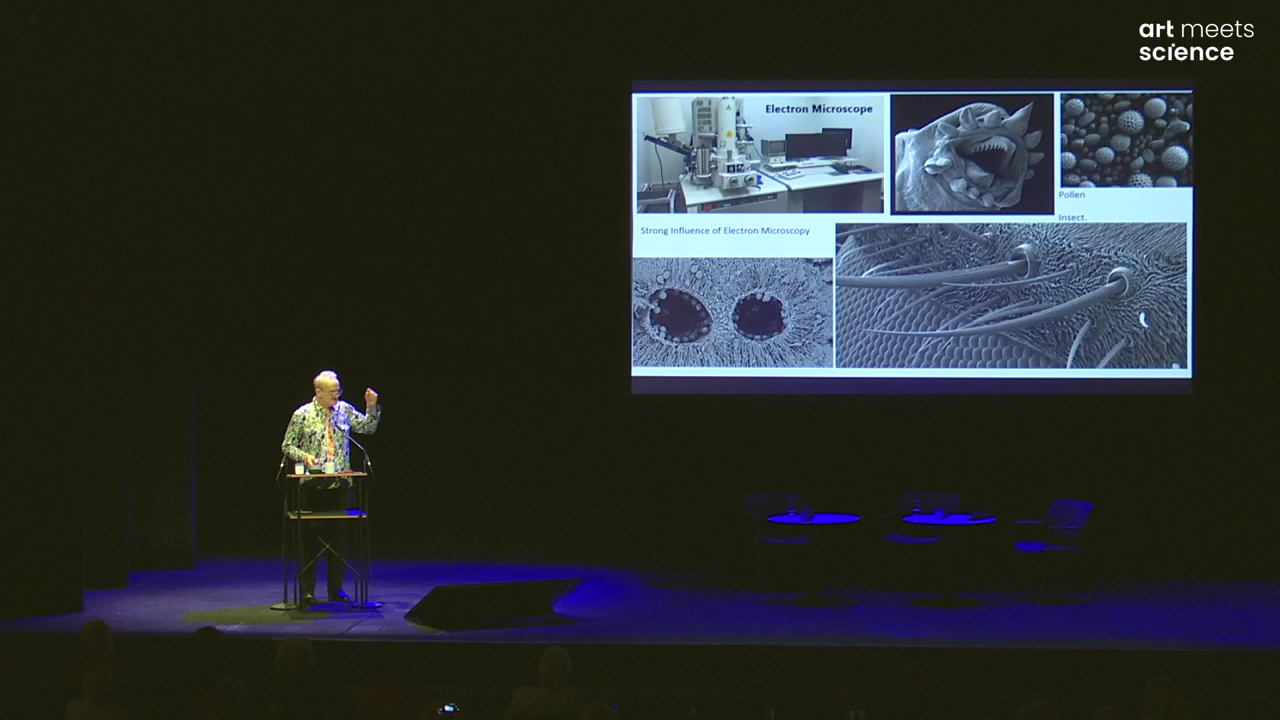 art meets
science
Electron Microscope
Pollen
Insect.
Strong Influence of Electron Microscopy